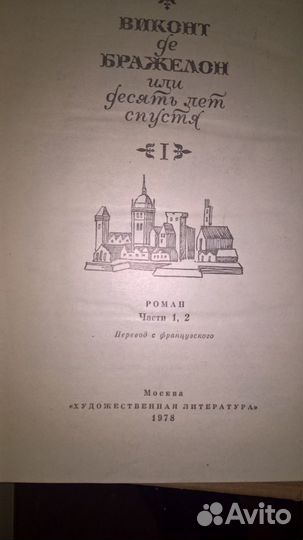 ВИКОНТ
де
БРАЖЕЛОН
или
десять лет
спустя
I
РОМАН
Части 1, 2
Перевод с французского
Москва
«ХУДОЖЕСТВЕННАЯ ЛИТЕРАТУРА»
1978
Avito